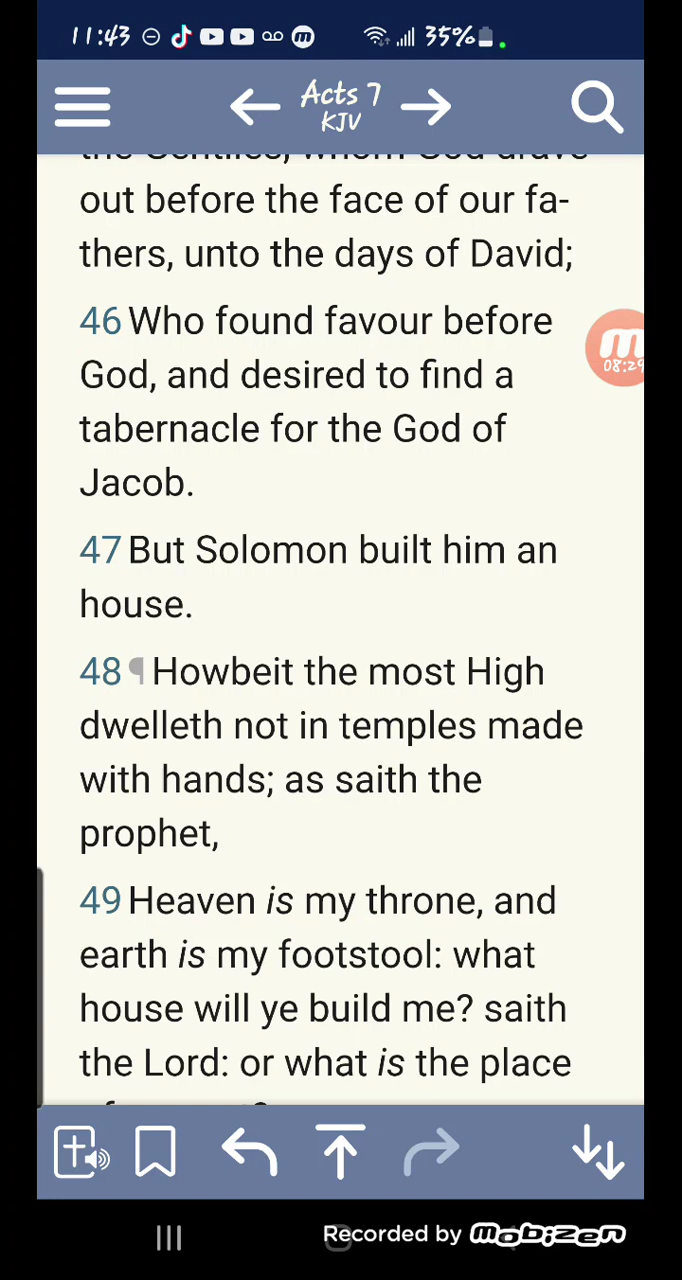 11:43
35%
Acts 7
KJV
out before the face of our fa-
thers, unto the days of David;
46 Who found favour before
God, and desired to find a
tabernacle for the God of
Jacob.
08:29
47 But Solomon built him an
house.
48 ¶ Howbeit the most High
dwelleth not in temples made
with hands; as saith the
prophet,
49 Heaven is my throne, and
earth is my footstool: what
house will ye build me? saith
the Lord: or what is the place
Recorded by mobizen